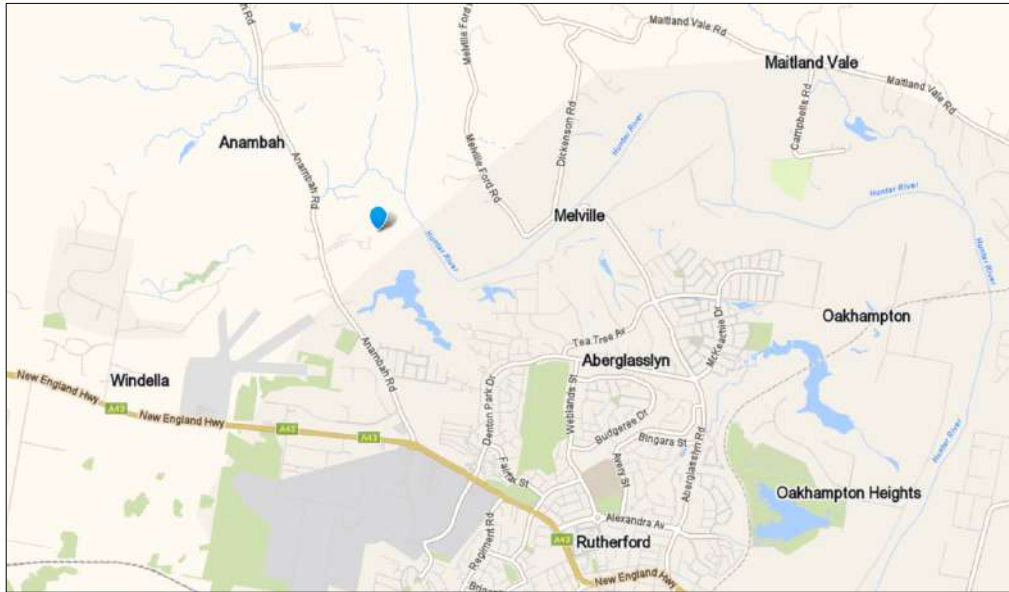 Maitland Vale Rd
Melville Ford Rd
n Rd
Maitland Vale
Maitland Vale Rd
Campbells Rd
Dickenson Rd
Hunter River
Anambah
Anambah Rd
Melville Ford Rd
Hunter River
Melville
Hunter River
Hunter River
Oakhampton
Tea Tree Av
McKeachie Dr
Anambah Rd
Aberglasslyn
Windella
New England Hwy
A43
New England Hwy
A43
A43
Denton Park Dr
Weblands St
Budgeree Dr
Bingara St
Aberglasslyn Rd
Hunter River
Fairfax St
Avery St
Oakhampton Heights
Regiment Rd
Alexandra Av
A43
Rutherford
New England Hwy